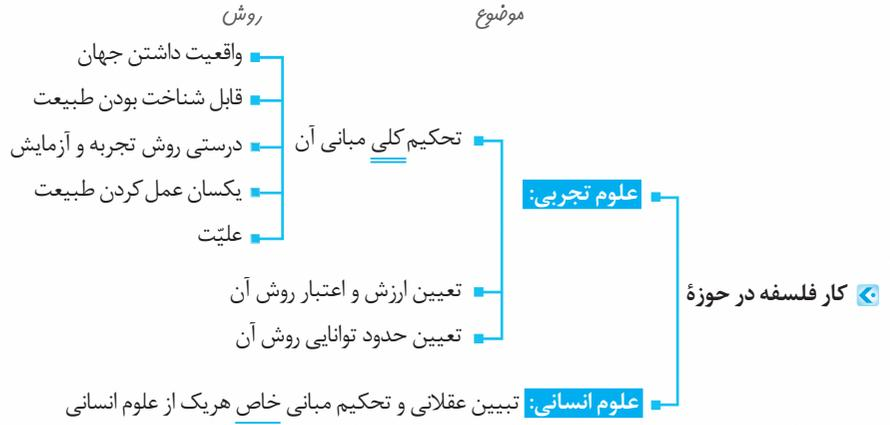 موضوع روش
کار فلسفه در حوزهٔ
علوم تجربی:
تحکیم کلی مبانی آن
واقعیت داشتن جهان
قابل شناخت بودن طبیعت
درستی روش تجربه و آزمایش
یکسان عمل کردن طبیعت
علیّت
تعیین ارزش و اعتبار روش آن
تعیین حدود توانایی روش آن
علوم انسانی: تبیین عقلانی و تحکیم مبانی خاص هریک از علوم انسانی